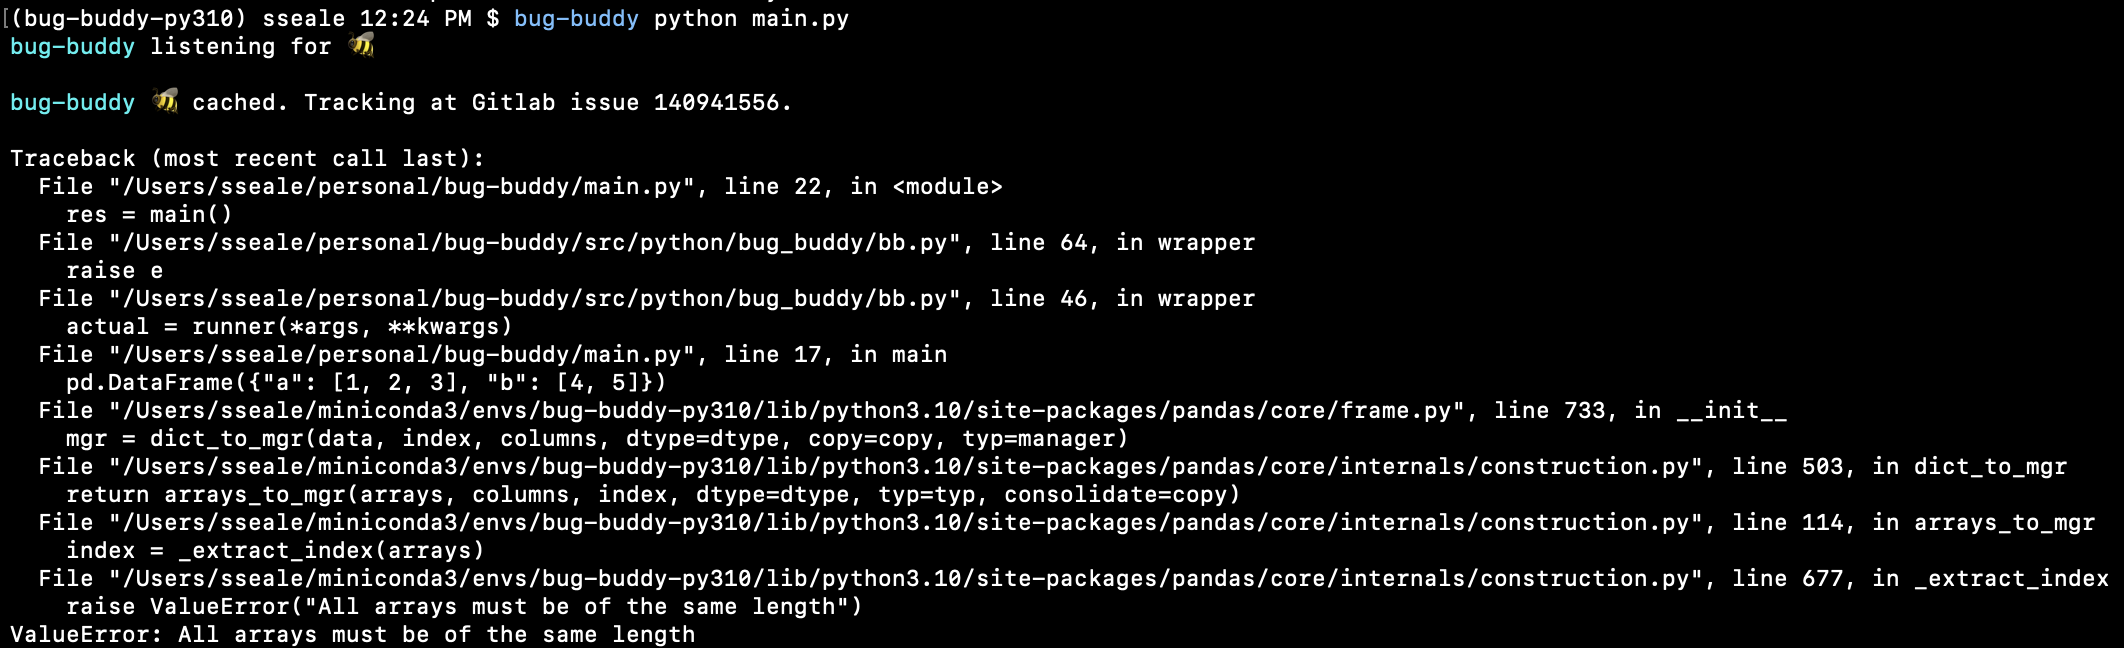 [(bug-buddy-py310) sseale 12:24 PM $ bug-buddy python main.py
bug-buddy listening for 🐝
bug-buddy 🐝 cached. Tracking at Gitlab issue 140941556.
Traceback (most recent call last):
  File "/Users/sseale/personal/bug-buddy/main.py", line 22, in <module>
    res = main()
  File "/Users/sseale/personal/bug-buddy/src/python/bug_buddy/bb.py", line 64, in wrapper
    raise e
  File "/Users/sseale/personal/bug-buddy/src/python/bug_buddy/bb.py", line 46, in wrapper
    actual = runner(*args, **kwargs)
  File "/Users/sseale/personal/bug-buddy/main.py", line 17, in main
    pd.DataFrame({"a": [1, 2, 3], "b": [4, 5]})
  File "/Users/sseale/miniconda3/envs/bug-buddy-py310/lib/python3.10/site-packages/pandas/core/frame.py", line 733, in __init__
    mgr = dict_to_mgr(data, index, columns, dtype=dtype, copy=copy, typ=manager)
  File "/Users/sseale/miniconda3/envs/bug-buddy-py310/lib/python3.10/site-packages/pandas/core/internals/construction.py", line 503, in dict_to_mgr
    return arrays_to_mgr(arrays, columns, index, dtype=dtype, typ=typ, consolidate=copy)
  File "/Users/sseale/miniconda3/envs/bug-buddy-py310/lib/python3.10/site-packages/pandas/core/internals/construction.py", line 114, in arrays_to_mgr
    index = _extract_index(arrays)
  File "/Users/sseale/miniconda3/envs/bug-buddy-py310/lib/python3.10/site-packages/pandas/core/internals/construction.py", line 677, in _extract_index
    raise ValueError("All arrays must be of the same length")
ValueError: All arrays must be of the same length